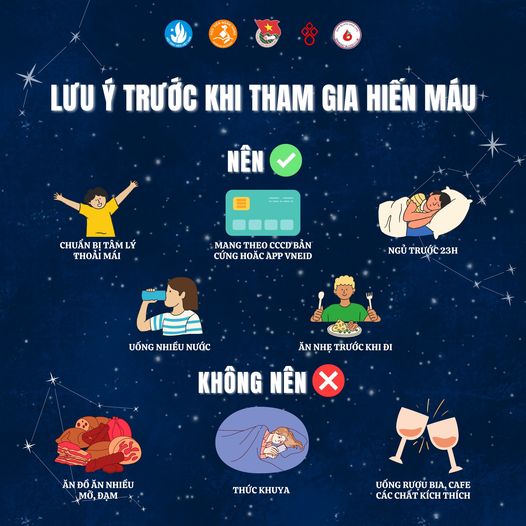 LƯU Ý TRƯỚC KHI THAM GIA HIẾN MÁU
NÊN
CHUẨN BỊ TÂM LÝ
THOẢI MÁI
MANG THEO CCCD BẢN
CỨNG HOẶC APP VNEID
NGỦ TRƯỚC 23H
UỐNG NHIỀU NƯỚC
ĂN NHẸ TRƯỚC KHI ĐI
KHÔNG NÊN
ĂN ĐỒ ĂN NHIỀU
MỠ, ĐẠM
THỨC KHUYA
UỐNG RƯỢU BIA, CAFE
CÁC CHẤT KÍCH THÍCH